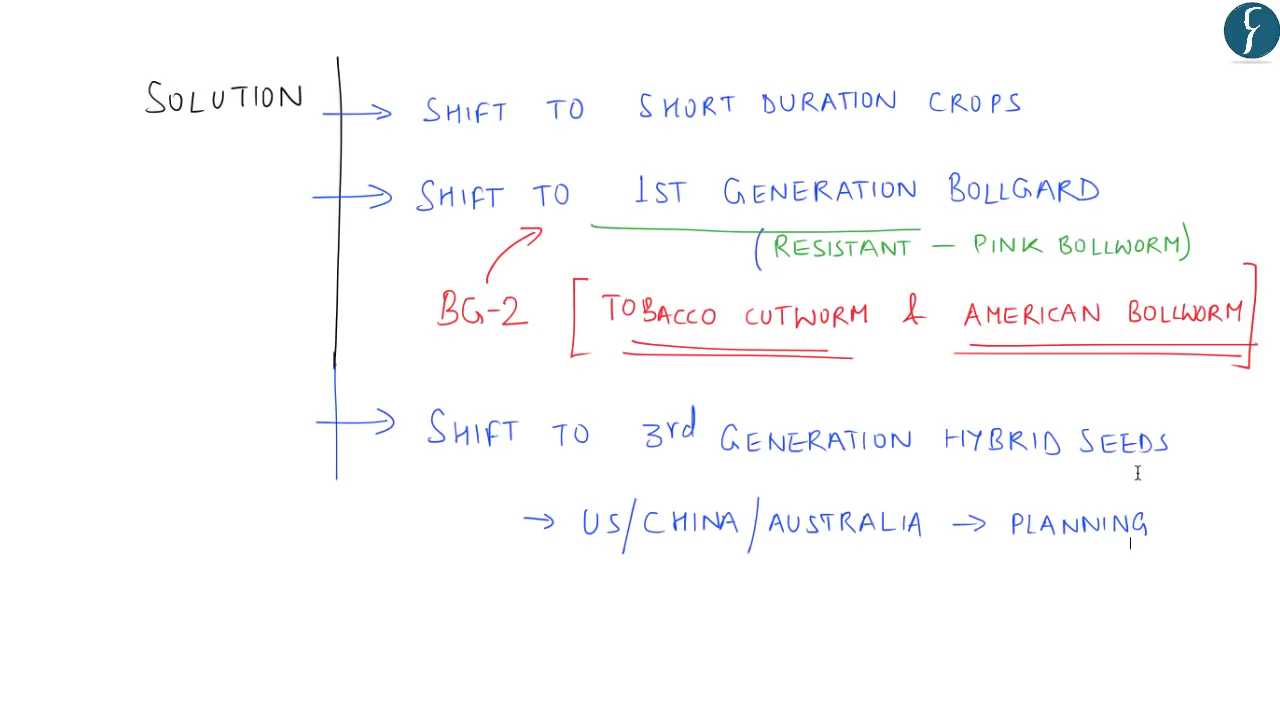 SOLUTION
→ SHIFT TO SHORT DURATION CROPS
→ SHIFT TO 1ST GENERATION BOLLGARD
(RESISTANT — PINK BOLLWORM)
BG-2 [TOBACCO CUTWORM & AMERICAN BOLLWORM]
→ SHIFT TO 3rd GENERATION HYBRID SEEDS
→ US/CHINA/AUSTRALIA → PLANNING